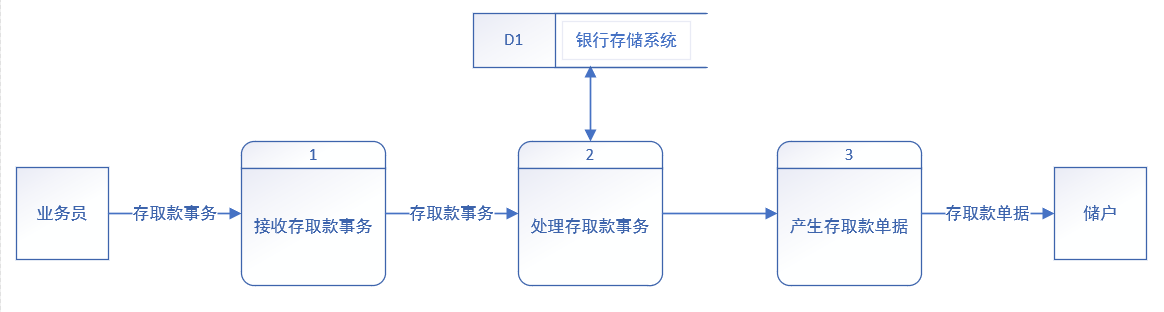 D1
银行存储系统
1
2
3
业务员
存取款事务
接收存取款事务
存取款事务
处理存取款事务
产生存取款单据
存取款单据
储户